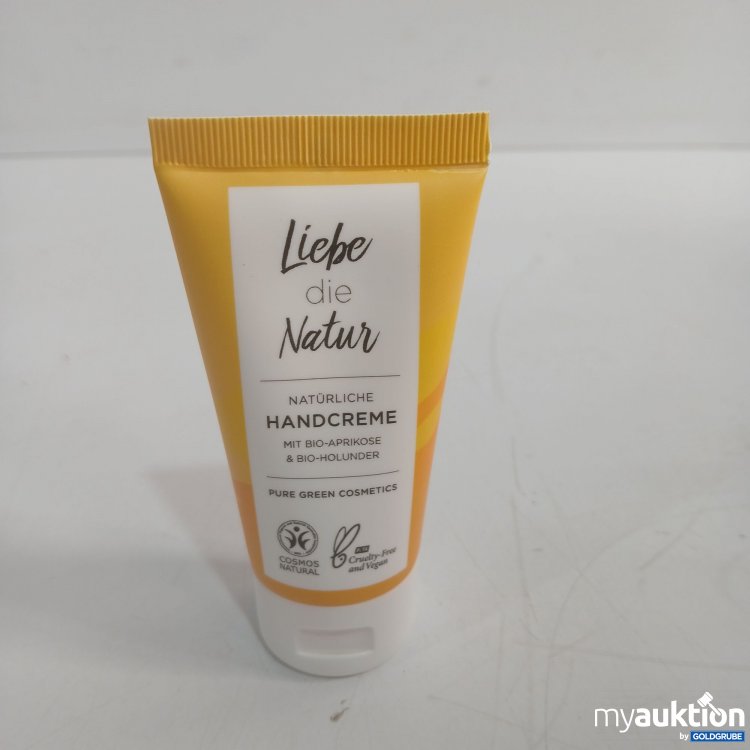 Liebe
die
Natur
NATÜRLICHE
HANDCREME
MIT BIO-APRIKOSE
& BIO-HOLUNDER
PURE GREEN COSMETICS
COSMOS
NATURAL
PETA
Cruelty-Free
and Vegan
myauktion
by GOLDGRUBE